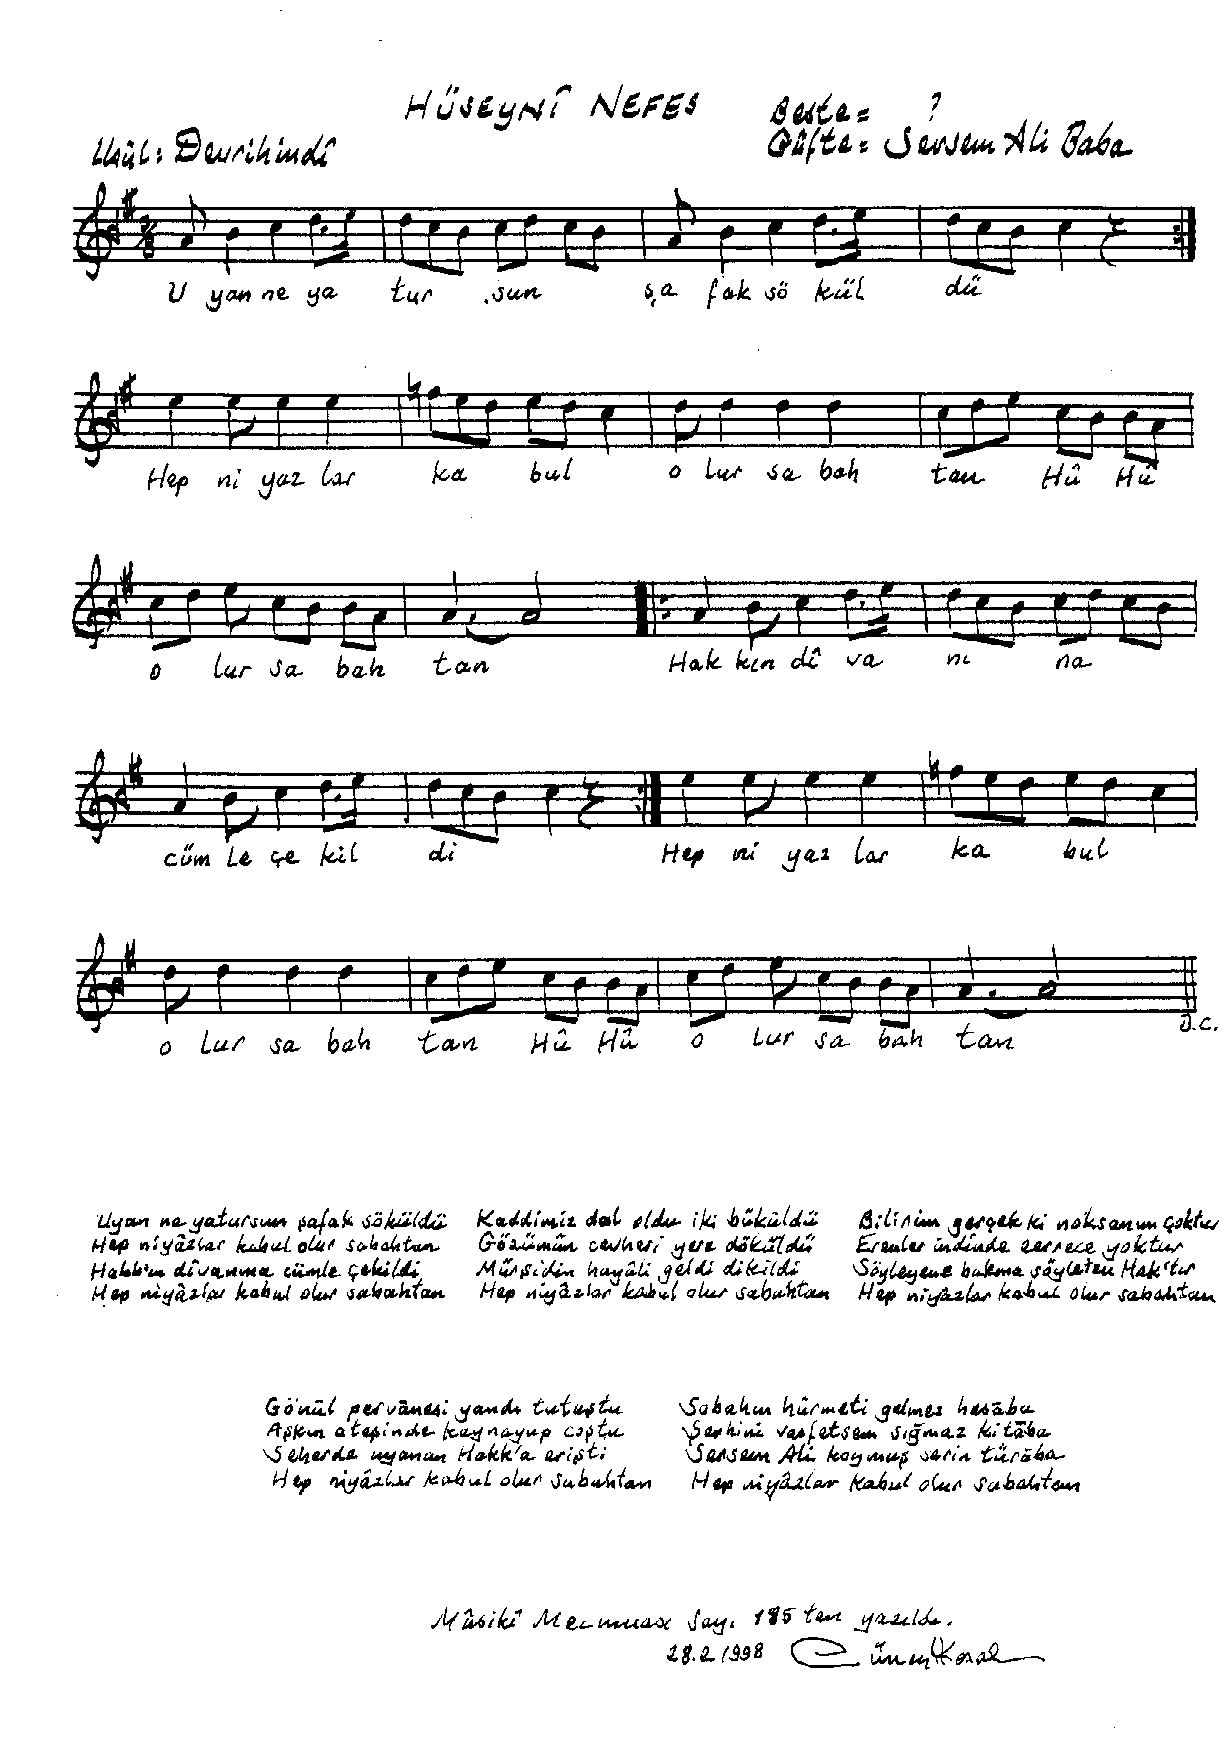 HÜSEYNÎ NEFES
Beste = ?
Usûl: Devrihindî
Güfte = Sersem Ali Baba
7/8
U yan ne ya tur sun şa fak sö kül dü
Hep ni yaz lar ka bul o lur sa bah tan Hû Hû
o lur sa bah tan Hak kın dî va nı na
cüm le çe kil di Hep ni yaz lar ka bul
o lur sa bah tan Hû Hû o lur sa bah tan
D.C.
Uyan ne yatursun şafak söküldü
Hep niyâzlar kabul olur sabahtan
Hakk'ın dîvanına cümle çekildi
Hep niyâzlar kabul olur sabahtan
Kaddimiz dal oldu iki büküldü
Gözümün cevheri yere döküldü
Mürşidin hayâli geldi dikildi
Hep niyâzlar kabul olur sabahtan
Bilirim gerçek ki noksanım çoktur
Erenler indinde zerrece yoktur
Söyleyene bakma söyleten Hak'tır
Hep niyâzlar kabul olur sabahtan
Gönül pervânesi yandı tutuştu
Aşkın ateşinde kaynayup coştu
Seherde uyanan Hakk'a erişti
Hep niyâzlar kabul olur sabahtan
Sabahın hürmeti gelmez hesâba
Şerhini vasfetsem sığmaz kitâba
Sersem Ali koymuş serin türâba
Hep niyâzlar kabul olur sabahtan
Mûsikî Mecmuası Say. 185 ten yazıldı.
28.2.1998